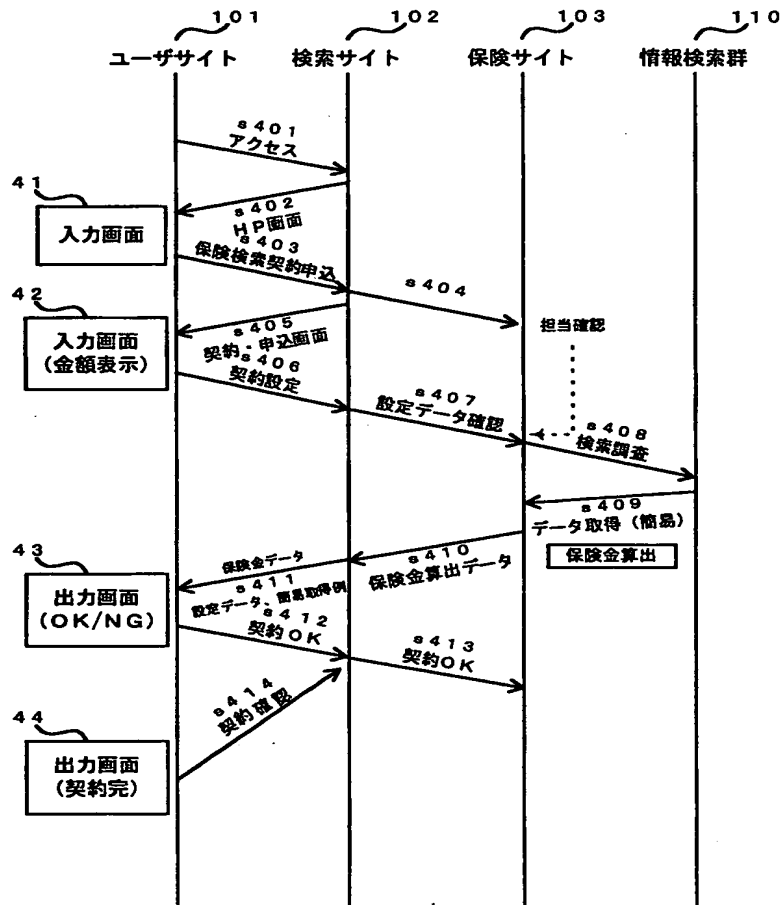 101
102
103
110
ユーザサイト
検索サイト
保険サイト
情報検索群
s401
アクセス
41
入力画面
s402
HP画面
s403
保険検索契約申込
s404
42
入力画面
(金額表示)
s405
契約・申込画面
s406
契約設定
担当確認
s407
設定データ確認
s408
検索調査
s409
データ取得(簡易)
保険金算出
s410
保険金算出データ
43
出力画面
(OK/NG)
保険金データ
s411
設定データ、簡易取得例
s412
契約OK
s413
契約OK
s414
契約確認
44
出力画面
(契約完)